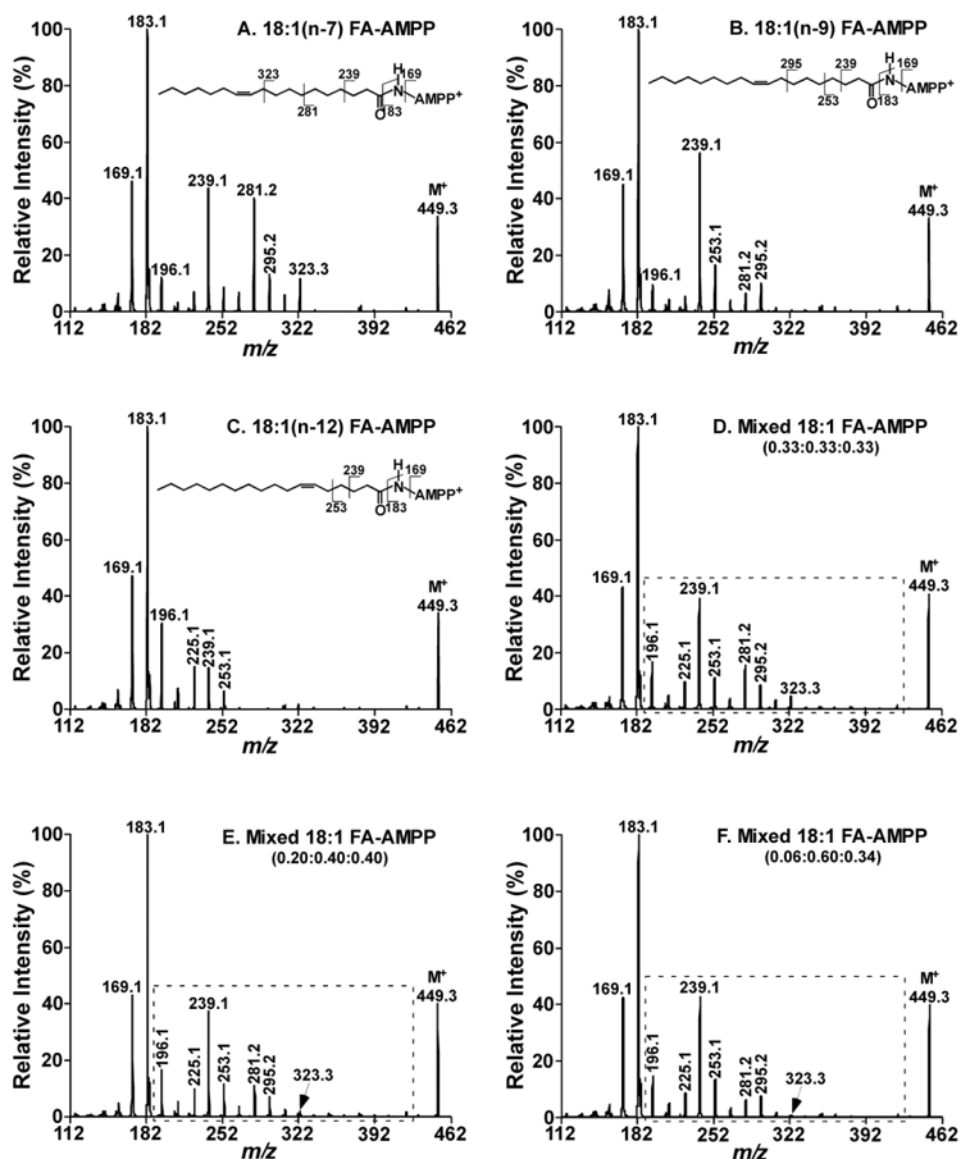 A. 18:1(n-7) FA-AMPP
Relative Intensity (%)
100
80
60
40
20
0
183.1
169.1
196.1
239.1
281.2
295.2
323.3
M+
449.3
323
239
H
N
169
AMPP+
281
O
183
112 182 252 322 392 462
m/z
B. 18:1(n-9) FA-AMPP
Relative Intensity (%)
100
80
60
40
20
0
183.1
169.1
196.1
239.1
253.1
281.2
295.2
M+
449.3
295
239
H
N
169
AMPP+
253
O
183
112 182 252 322 392 462
m/z
C. 18:1(n-12) FA-AMPP
Relative Intensity (%)
100
80
60
40
20
0
183.1
169.1
196.1
225.1
239.1
253.1
M+
449.3
239
H
N
169
AMPP+
253
O
183
112 182 252 322 392 462
m/z
D. Mixed 18:1 FA-AMPP
(0.33:0.33:0.33)
Relative Intensity (%)
100
80
60
40
20
0
183.1
169.1
196.1
225.1
239.1
253.1
281.2
295.2
323.3
M+
449.3
112 182 252 322 392 462
m/z
E. Mixed 18:1 FA-AMPP
(0.20:0.40:0.40)
Relative Intensity (%)
100
80
60
40
20
0
183.1
169.1
196.1
225.1
239.1
253.1
281.2
295.2
323.3
M+
449.3
112 182 252 322 392 462
m/z
F. Mixed 18:1 FA-AMPP
(0.06:0.60:0.34)
Relative Intensity (%)
100
80
60
40
20
0
183.1
169.1
196.1
225.1
239.1
253.1
281.2
295.2
323.3
M+
449.3
112 182 252 322 392 462
m/z